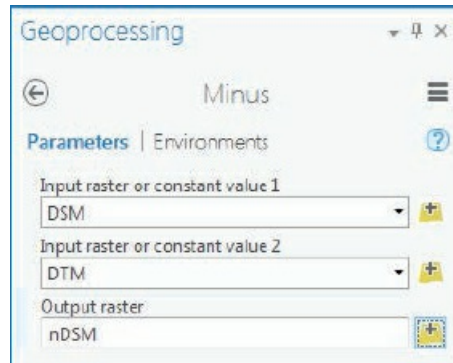 Geoprocessing
Minus
Parameters | Environments
Input raster or constant value 1
DSM
Input raster or constant value 2
DTM
Output raster
nDSM